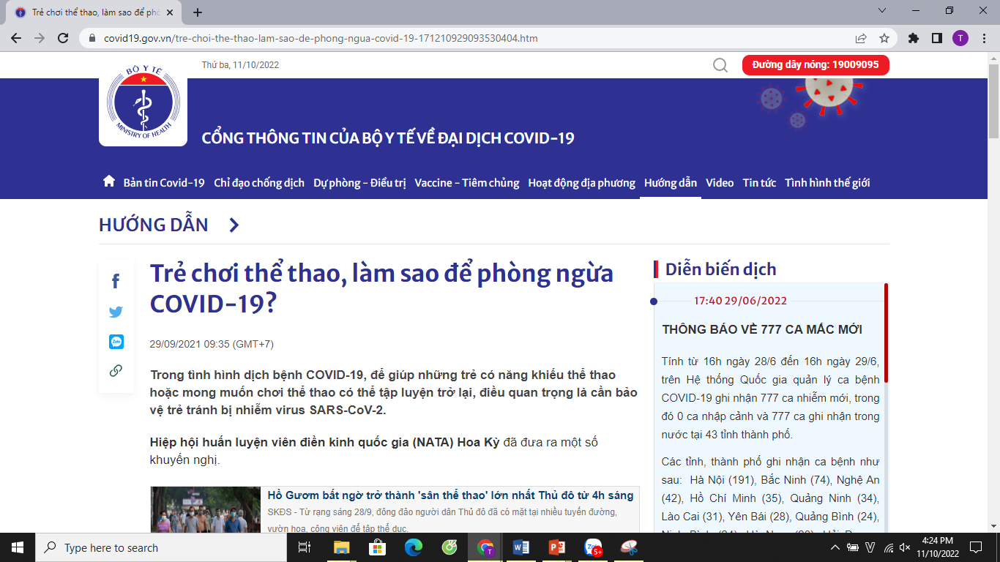 Trẻ chơi thể thao, làm sao để phò
covid19.gov.vn/tre-choi-the-thao-lam-sao-de-phong-ngua-covid-19-171210929093530404.htm
T
BỘ Y TẾ
MINISTRY OF HEALTH
Thứ ba, 11/10/2022
Đường dây nóng: 19009095
CỔNG THÔNG TIN CỦA BỘ Y TẾ VỀ ĐẠI DỊCH COVID-19
Bản tin Covid-19 Chỉ đạo chống dịch Dự phòng - Điều trị Vaccine - Tiêm chủng Hoạt động địa phương Hướng dẫn Video Tin tức Tình hình thế giới
HƯỚNG DẪN
Trẻ chơi thể thao, làm sao để phòng ngừa
COVID-19?
29/09/2021 09:35 (GMT+7)
Trong tình hình dịch bệnh COVID-19, để giúp những trẻ có năng khiếu thể thao
hoặc mong muốn chơi thể thao có thể tập luyện trở lại, điều quan trọng là cần bảo
vệ trẻ tránh bị nhiễm virus SARS-CoV-2.
Hiệp hội huấn luyện viên điền kinh quốc gia (NATA) Hoa Kỳ đã đưa ra một số
khuyến nghị.
Hồ Gươm bất ngờ trở thành 'sân thể thao' lớn nhất Thủ đô từ 4h sáng
SKĐS - Từ rạng sáng 28/9, đông đảo người dân Thủ đô đã có mặt tại nhiều tuyến đường,
vườn hoa, công viên để tập thể dục.
Zalo
Diễn biến dịch
17:40 29/06/2022
THÔNG BÁO VỀ 777 CA MẮC MỚI
Tính từ 16h ngày 28/6 đến 16h ngày 29/6,
trên Hệ thống Quốc gia quản lý ca bệnh
COVID-19 ghi nhận 777 ca nhiễm mới, trong
đó 0 ca nhập cảnh và 777 ca ghi nhận trong
nước tại 43 tỉnh thành phố.
Các tỉnh, thành phố ghi nhận ca bệnh như
sau: Hà Nội (191), Bắc Ninh (74), Nghệ An
(42), Hồ Chí Minh (35), Quảng Ninh (34),
Lào Cai (31), Yên Bái (28), Quảng Bình (24),
Type here to search
T
W
P
Zalo
5+
V
4:24 PM
11/10/2022